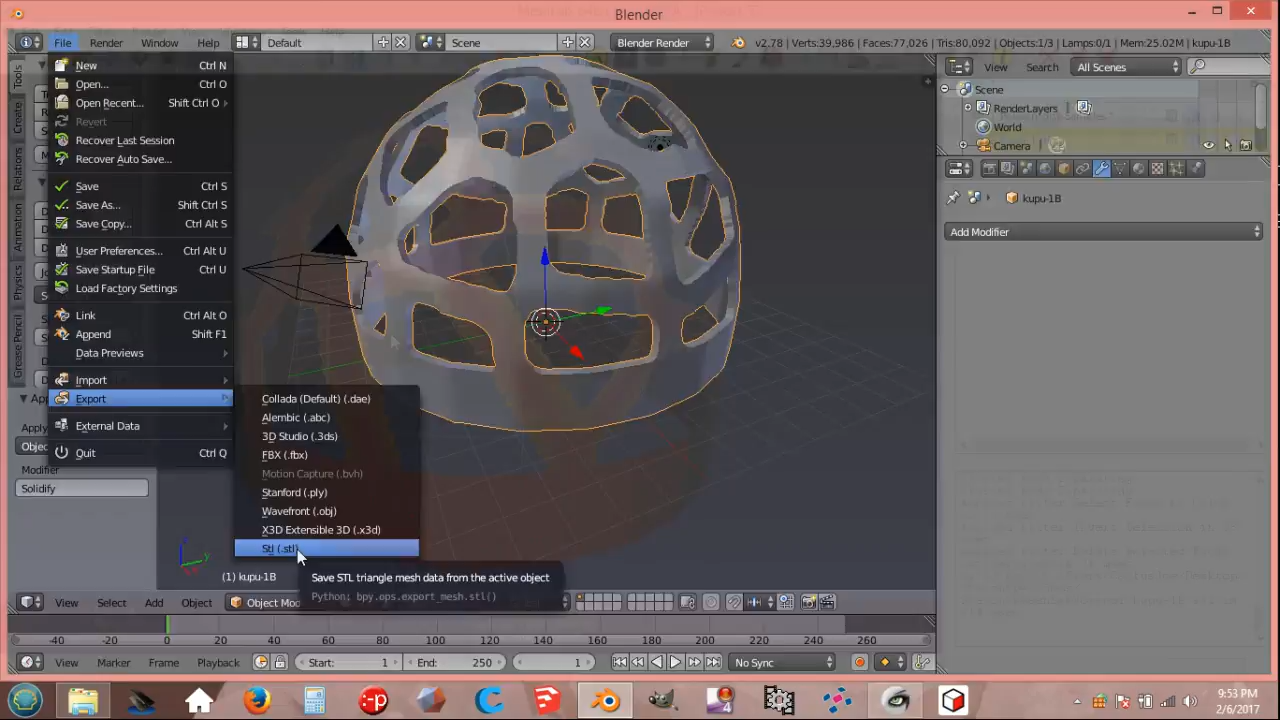 Blender
File Render Window Help Default Scene Blender Render v2.78 | Verts:39,986 | Faces:77,026 | Tris:80,092 | Objects:1/3 | Lamps:0/1 | Mem:25.02M | kupu-1B
New Ctrl N
Open... Ctrl O
Open Recent... Shift Ctrl O
Revert
Recover Last Session
Recover Auto Save...
Save Ctrl S
Save As... Shift Ctrl S
Save Copy... Ctrl Alt S
User Preferences... Ctrl Alt U
Save Startup File Ctrl U
Load Factory Settings
Link Ctrl Alt O
Append Shift F1
Data Previews
Import
Export
External Data
Quit Ctrl Q
Collada (Default) (.dae)
Alembic (.abc)
3D Studio (.3ds)
FBX (.fbx)
Motion Capture (.bvh)
Stanford (.ply)
Wavefront (.obj)
X3D Extensible 3D (.x3d)
Stl (.stl)
Save STL triangle mesh data from the active object
Python: bpy.ops.export_mesh.stl()
Tools
Create
Relations
Physics
Modifier
Solidify
(1) kupu-1B
View Search All Scenes
Scene
RenderLayers
World
Camera
kupu-1B
Add Modifier
View Select Add Object
-40 -20 0 20 40 60 80 100 120 140 160 180 200 220 240 260
View Marker Frame Playback Start: 1 End: 250 1 No Sync
9:53 PM
2/6/2017